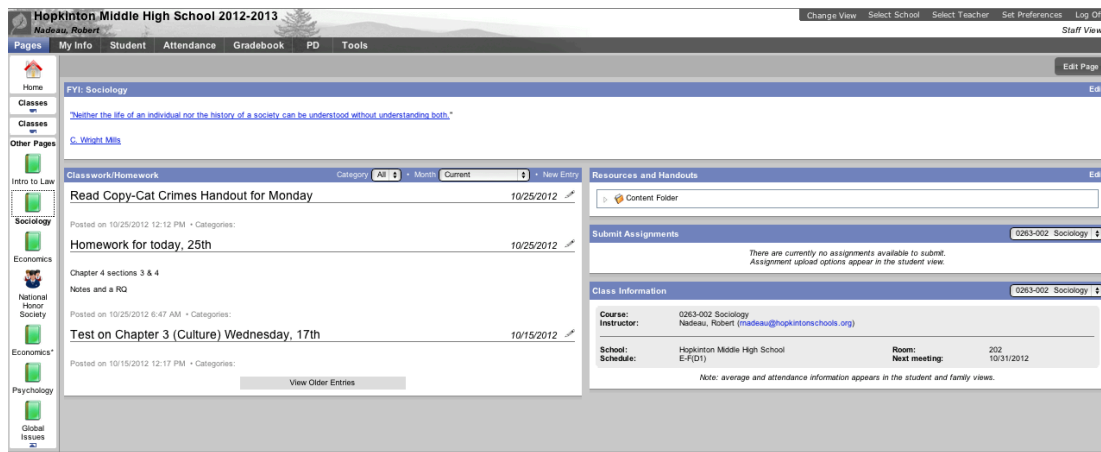 Hopkinton Middle High School 2012-2013
Change View Select School Select Teacher Set Preferences Log Of
Nadeau, Robert
Staff View
Pages My Info Student Attendance Gradebook PD Tools
Edit Page
Home
Classes
Classes
Other Pages
Intro to Law
Sociology
Economics
National
Honor
Society
Economics*
Psychology
Global
Issues
FYI: Sociology Edi
"Neither the life of an individual nor the history of a society can be understood without understanding both."
C. Wright Mills
Classwork/Homework Category All • Month Current • New Entry
Read Copy-Cat Crimes Handout for Monday 10/25/2012
Posted on 10/25/2012 12:12 PM • Categories:
Homework for today, 25th 10/25/2012
Chapter 4 sections 3 & 4
Notes and a RQ
Posted on 10/25/2012 6:47 AM • Categories:
Test on Chapter 3 (Culture) Wednesday, 17th 10/15/2012
Posted on 10/15/2012 12:17 PM • Categories:
View Older Entries
Resources and Handouts Edi
Content Folder
Submit Assignments 0263-002 Sociology
There are currently no assignments available to submit.
Assignment upload options appear in the student view.
Class Information 0263-002 Sociology
Course: 0263-002 Sociology
Instructor: Nadeau, Robert (rnadeau@hopkintonschools.org)
School: Hopkinton Middle High School Room: 202
Schedule: E-F(D1) Next meeting: 10/31/2012
Note: average and attendance information appears in the student and family views.